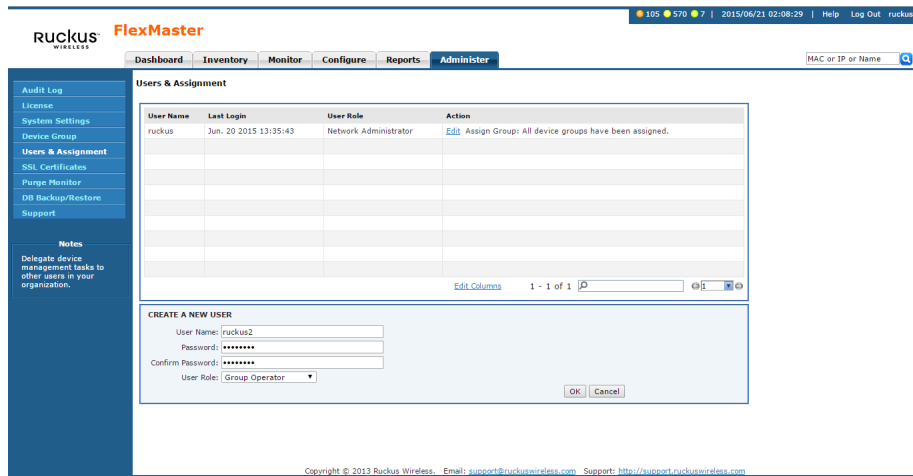 105 570 7 | 2015/06/21 02:08:29 | Help Log Out ruckus
RUCKUS WIRELESS FlexMaster
Dashboard Inventory Monitor Configure Reports Administer MAC or IP or Name
Audit Log
License
System Settings
Device Group
Users & Assignment
SSL Certificates
Purge Monitor
DB Backup/Restore
Support
Notes
Delegate device
management tasks to
other users in your
organization.
Users & Assignment
User Name Last Login User Role Action
ruckus Jun. 20 2015 13:35:43 Network Administrator Edit Assign Group: All device groups have been assigned.
Edit Columns 1 - 1 of 1 1
CREATE A NEW USER
User Name: ruckus2
Password: ••••••••
Confirm Password: ••••••••
User Role: Group Operator
OK Cancel
Copyright © 2013 Ruckus Wireless. Email: support@ruckuswireless.com Support: http://support.ruckuswireless.com